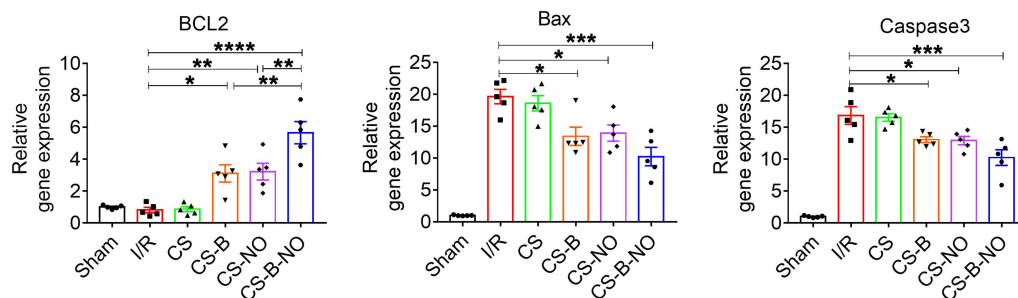 BCL2
****
**
**
*
**
Relative
gene expression
10
8
6
4
2
0
Sham
I/R
CS
CS-B
CS-NO
CS-B-NO
Bax
***
*
*
Relative
gene expression
25
20
15
10
5
0
Sham
I/R
CS
CS-B
CS-NO
CS-B-NO
Caspase3
***
*
*
Relative
gene expression
25
20
15
10
5
0
Sham
I/R
CS
CS-B
CS-NO
CS-B-NO